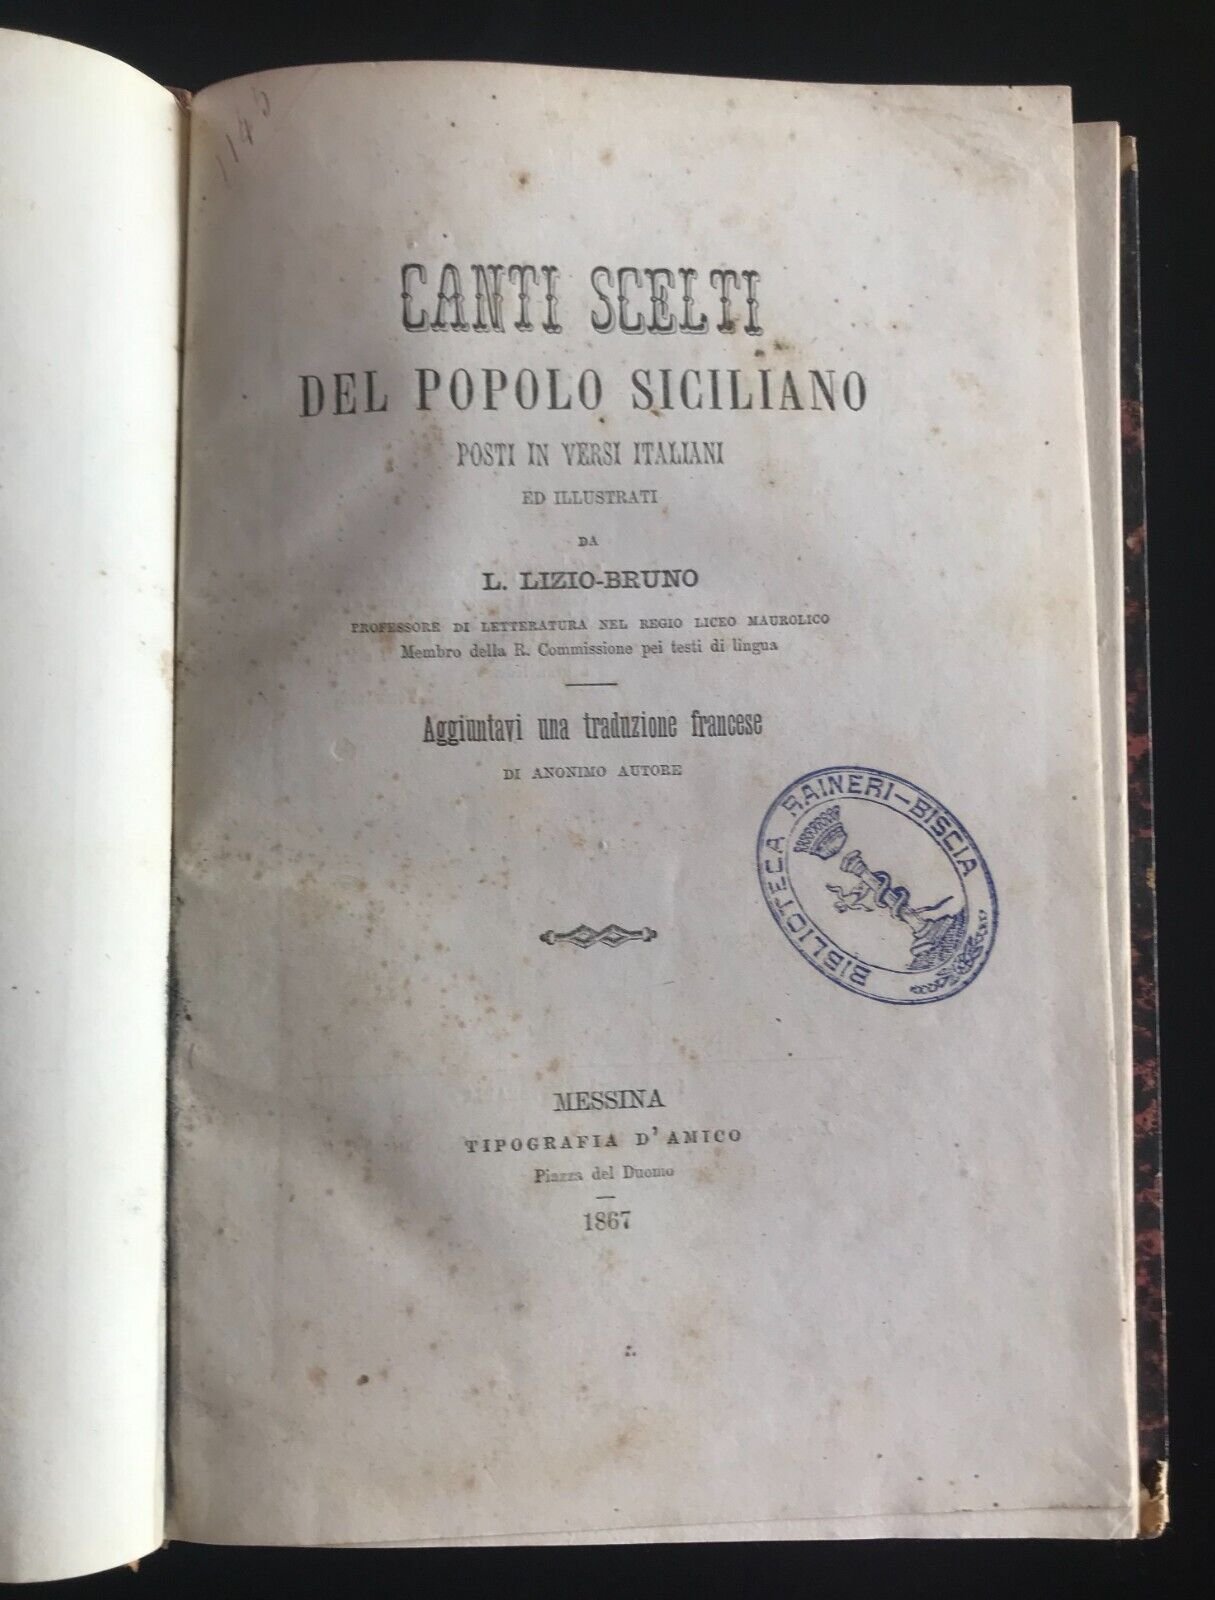 1145
CANTI SCELTI
DEL POPOLO SICILIANO
POSTI IN VERSI ITALIANI
ED ILLUSTRATI
DA
L. LIZIO-BRUNO
PROFESSORE DI LETTERATURA NEL REGIO LICEO MAUROLICO
Membro della R. Commissione pei testi di lingua
Aggiuntavi una traduzione francese
DI ANONIMO AUTORE
BIBLIOTECA RAINERI-BISCIA
MESSINA
TIPOGRAFIA D' AMICO
Piazza del Duomo
1867